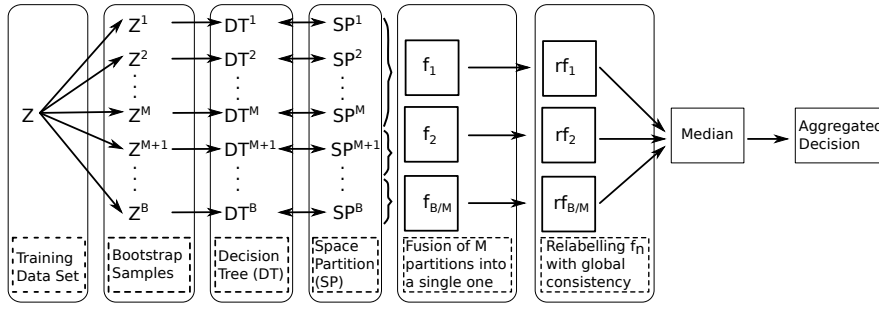 Z
Z^1
Z^2
Z^M
Z^{M+1}
Z^B
DT^1
DT^2
DT^M
DT^{M+1}
DT^B
SP^1
SP^2
SP^M
SP^{M+1}
SP^B
f_1
f_2
f_{B/M}
rf_1
rf_2
rf_{B/M}
Median
Aggregated
Decision
Training
Data Set
Bootstrap
Samples
Decision
Tree (DT)
Space
Partition
(SP)
Fusion of M
partitions into
a single one
Relabelling f_n
with global
consistency